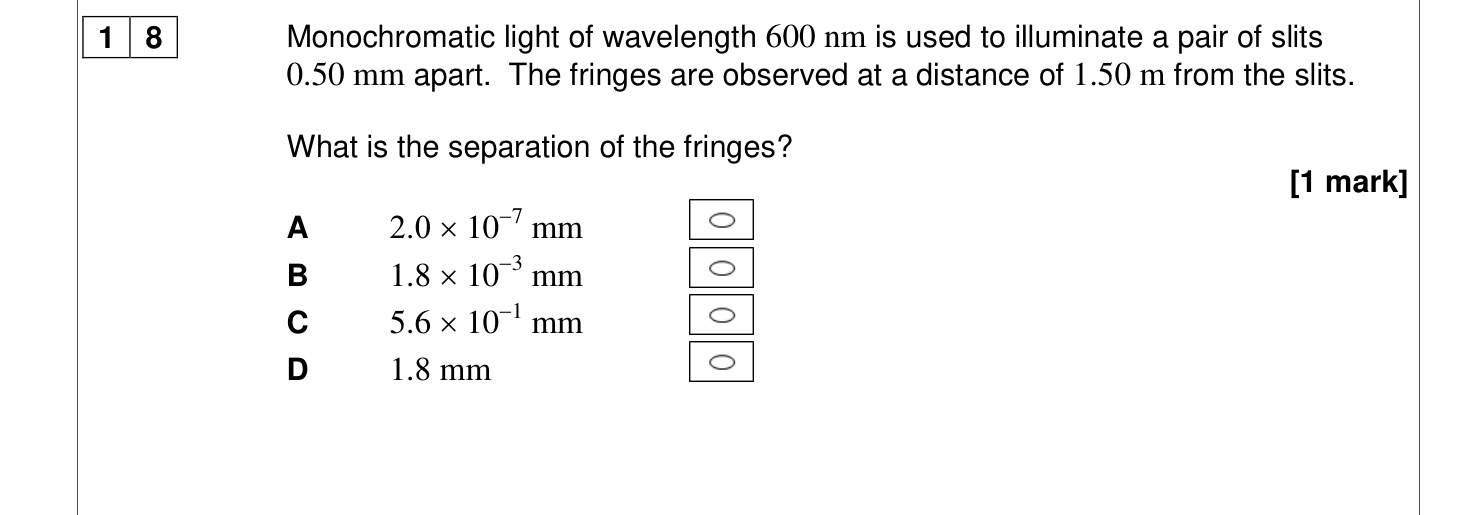 1 8 Monochromatic light of wavelength 600 nm is used to illuminate a pair of slits
0.50 mm apart. The fringes are observed at a distance of 1.50 m from the slits.
What is the separation of the fringes?
[1 mark]
A 2.0 × 10⁻⁷ mm
B 1.8 × 10⁻³ mm
C 5.6 × 10⁻¹ mm
D 1.8 mm